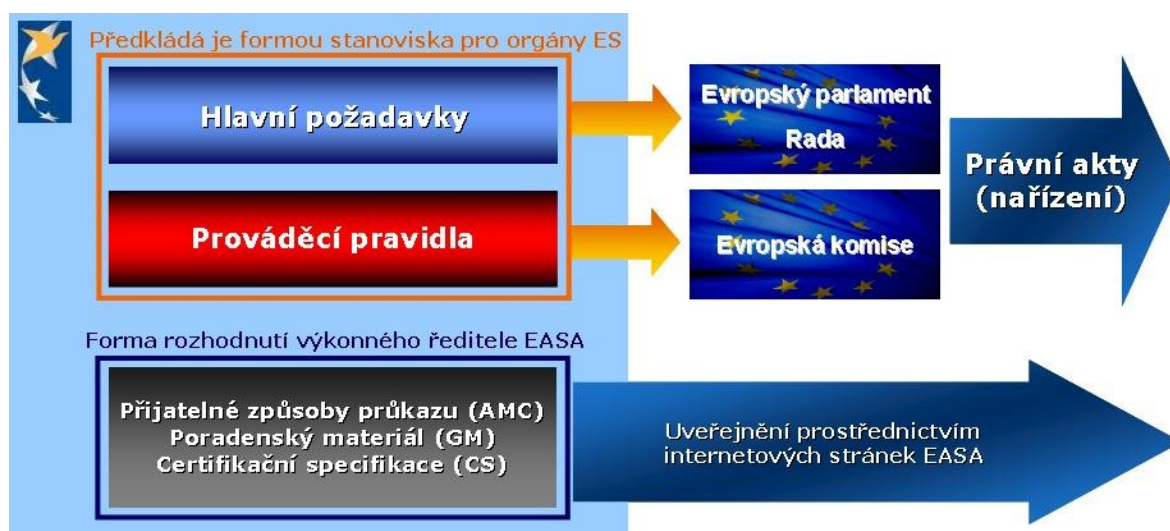 Předkládá je formou stanoviska pro orgány ES
Hlavní požadavky
Evropský parlament
Rada
Právní akty
(nařízení)
Prováděcí pravidla
Evropská komise
Forma rozhodnutí výkonného ředitele EASA
Přijatelné způsoby průkazu (AMC)
Poradenský materiál (GM)
Certifikační specifikace (CS)
Uveřejnění prostřednictvím
internetových stránek EASA